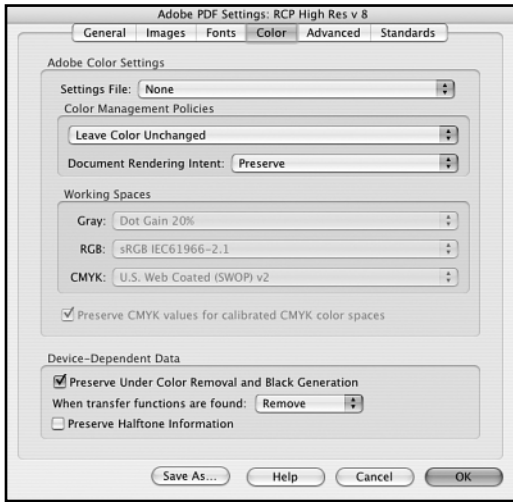 Adobe PDF Settings: RCP High Res v 8
General Images Fonts Color Advanced Standards
Adobe Color Settings
Settings File: None
Color Management Policies
Leave Color Unchanged
Document Rendering Intent: Preserve
Working Spaces
Gray: Dot Gain 20%
RGB: sRGB IEC61966-2.1
CMYK: U.S. Web Coated (SWOP) v2
Preserve CMYK values for calibrated CMYK color spaces
Device-Dependent Data
Preserve Under Color Removal and Black Generation
When transfer functions are found: Remove
Preserve Halftone Information
Save As... Help Cancel OK